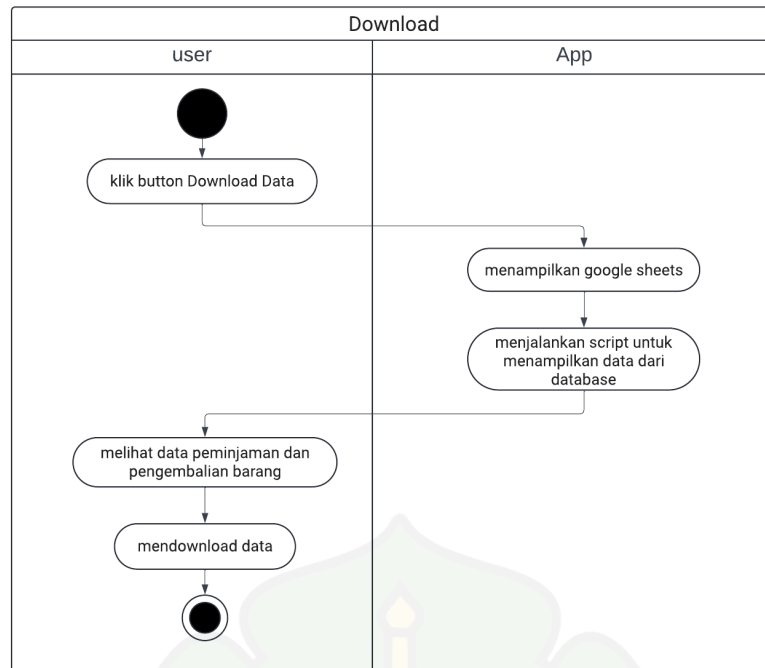 Download
user
App
klik button Download Data
menampilkan google sheets
menjalankan script untuk
menampilkan data dari
database
melihat data peminjaman dan
pengembalian barang
mendownload data